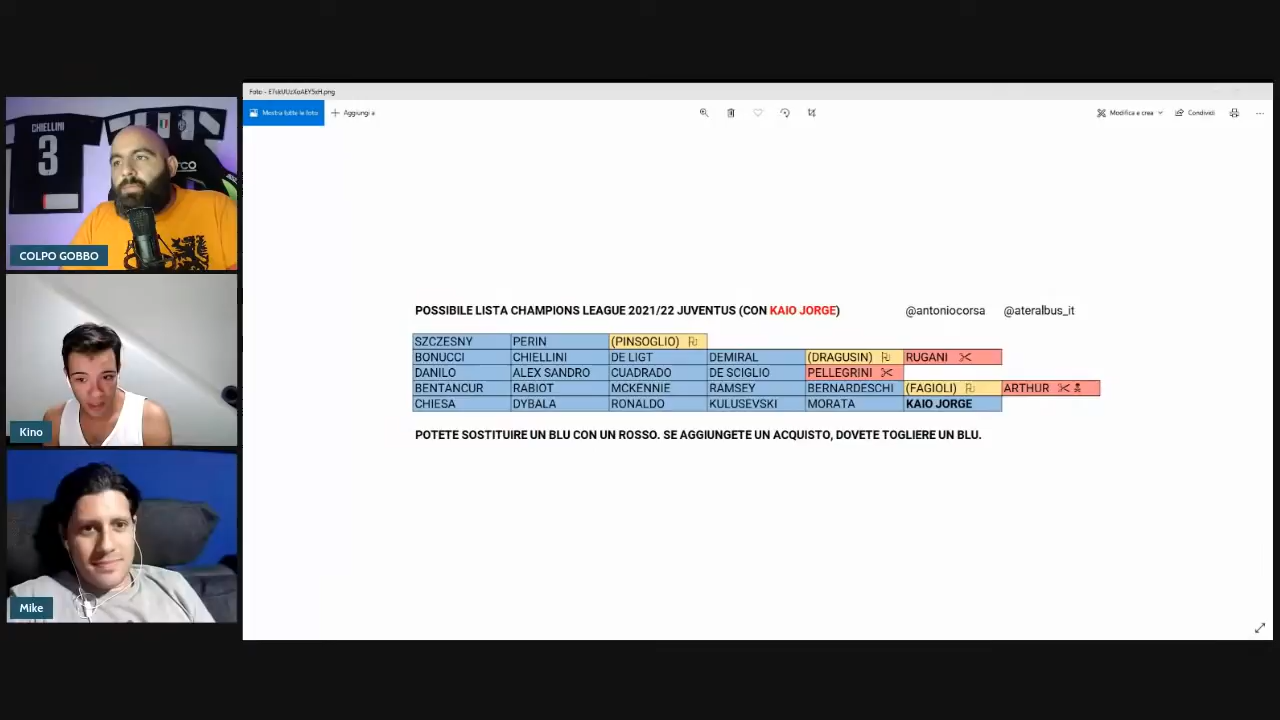 CHIELLINI
3
COLPO GOBBO
Kino
Mike
Mostra tutte le foto
Aggiungi a
Modifica e crea
Condividi
POSSIBILE LISTA CHAMPIONS LEAGUE 2021/22 JUVENTUS (CON KAIO JORGE) @antoniocorsa @ateralbus_it
SZCZESNY PERIN (PINSOGLIO)
BONUCCI CHIELLINI DE LIGT DEMIRAL (DRAGUSIN) RUGANI
DANILO ALEX SANDRO CUADRADO DE SCIGLIO PELLEGRINI
BENTANCUR RABIOT MCKENNIE RAMSEY BERNARDESCHI (FAGIOLI) ARTHUR
CHIESA DYBALA RONALDO KULUSEVSKI MORATA KAIO JORGE
POTETE SOSTITUIRE UN BLU CON UN ROSSO. SE AGGIUNGETE UN ACQUISTO, DOVETE TOGLIERE UN BLU.